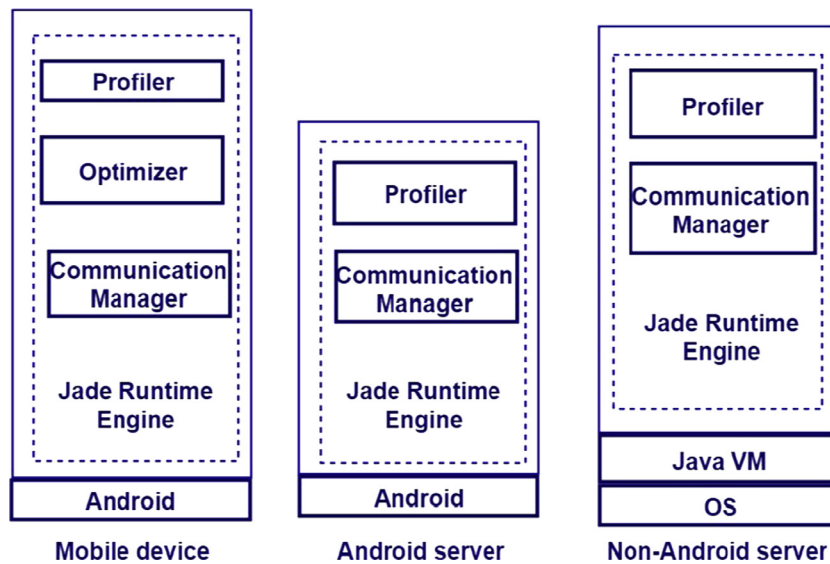 Profiler
Optimizer
Communication
Manager
Jade Runtime
Engine
Android
Mobile device
Profiler
Communication
Manager
Jade Runtime
Engine
Android
Android server
Profiler
Communication
Manager
Jade Runtime
Engine
Java VM
OS
Non-Android server